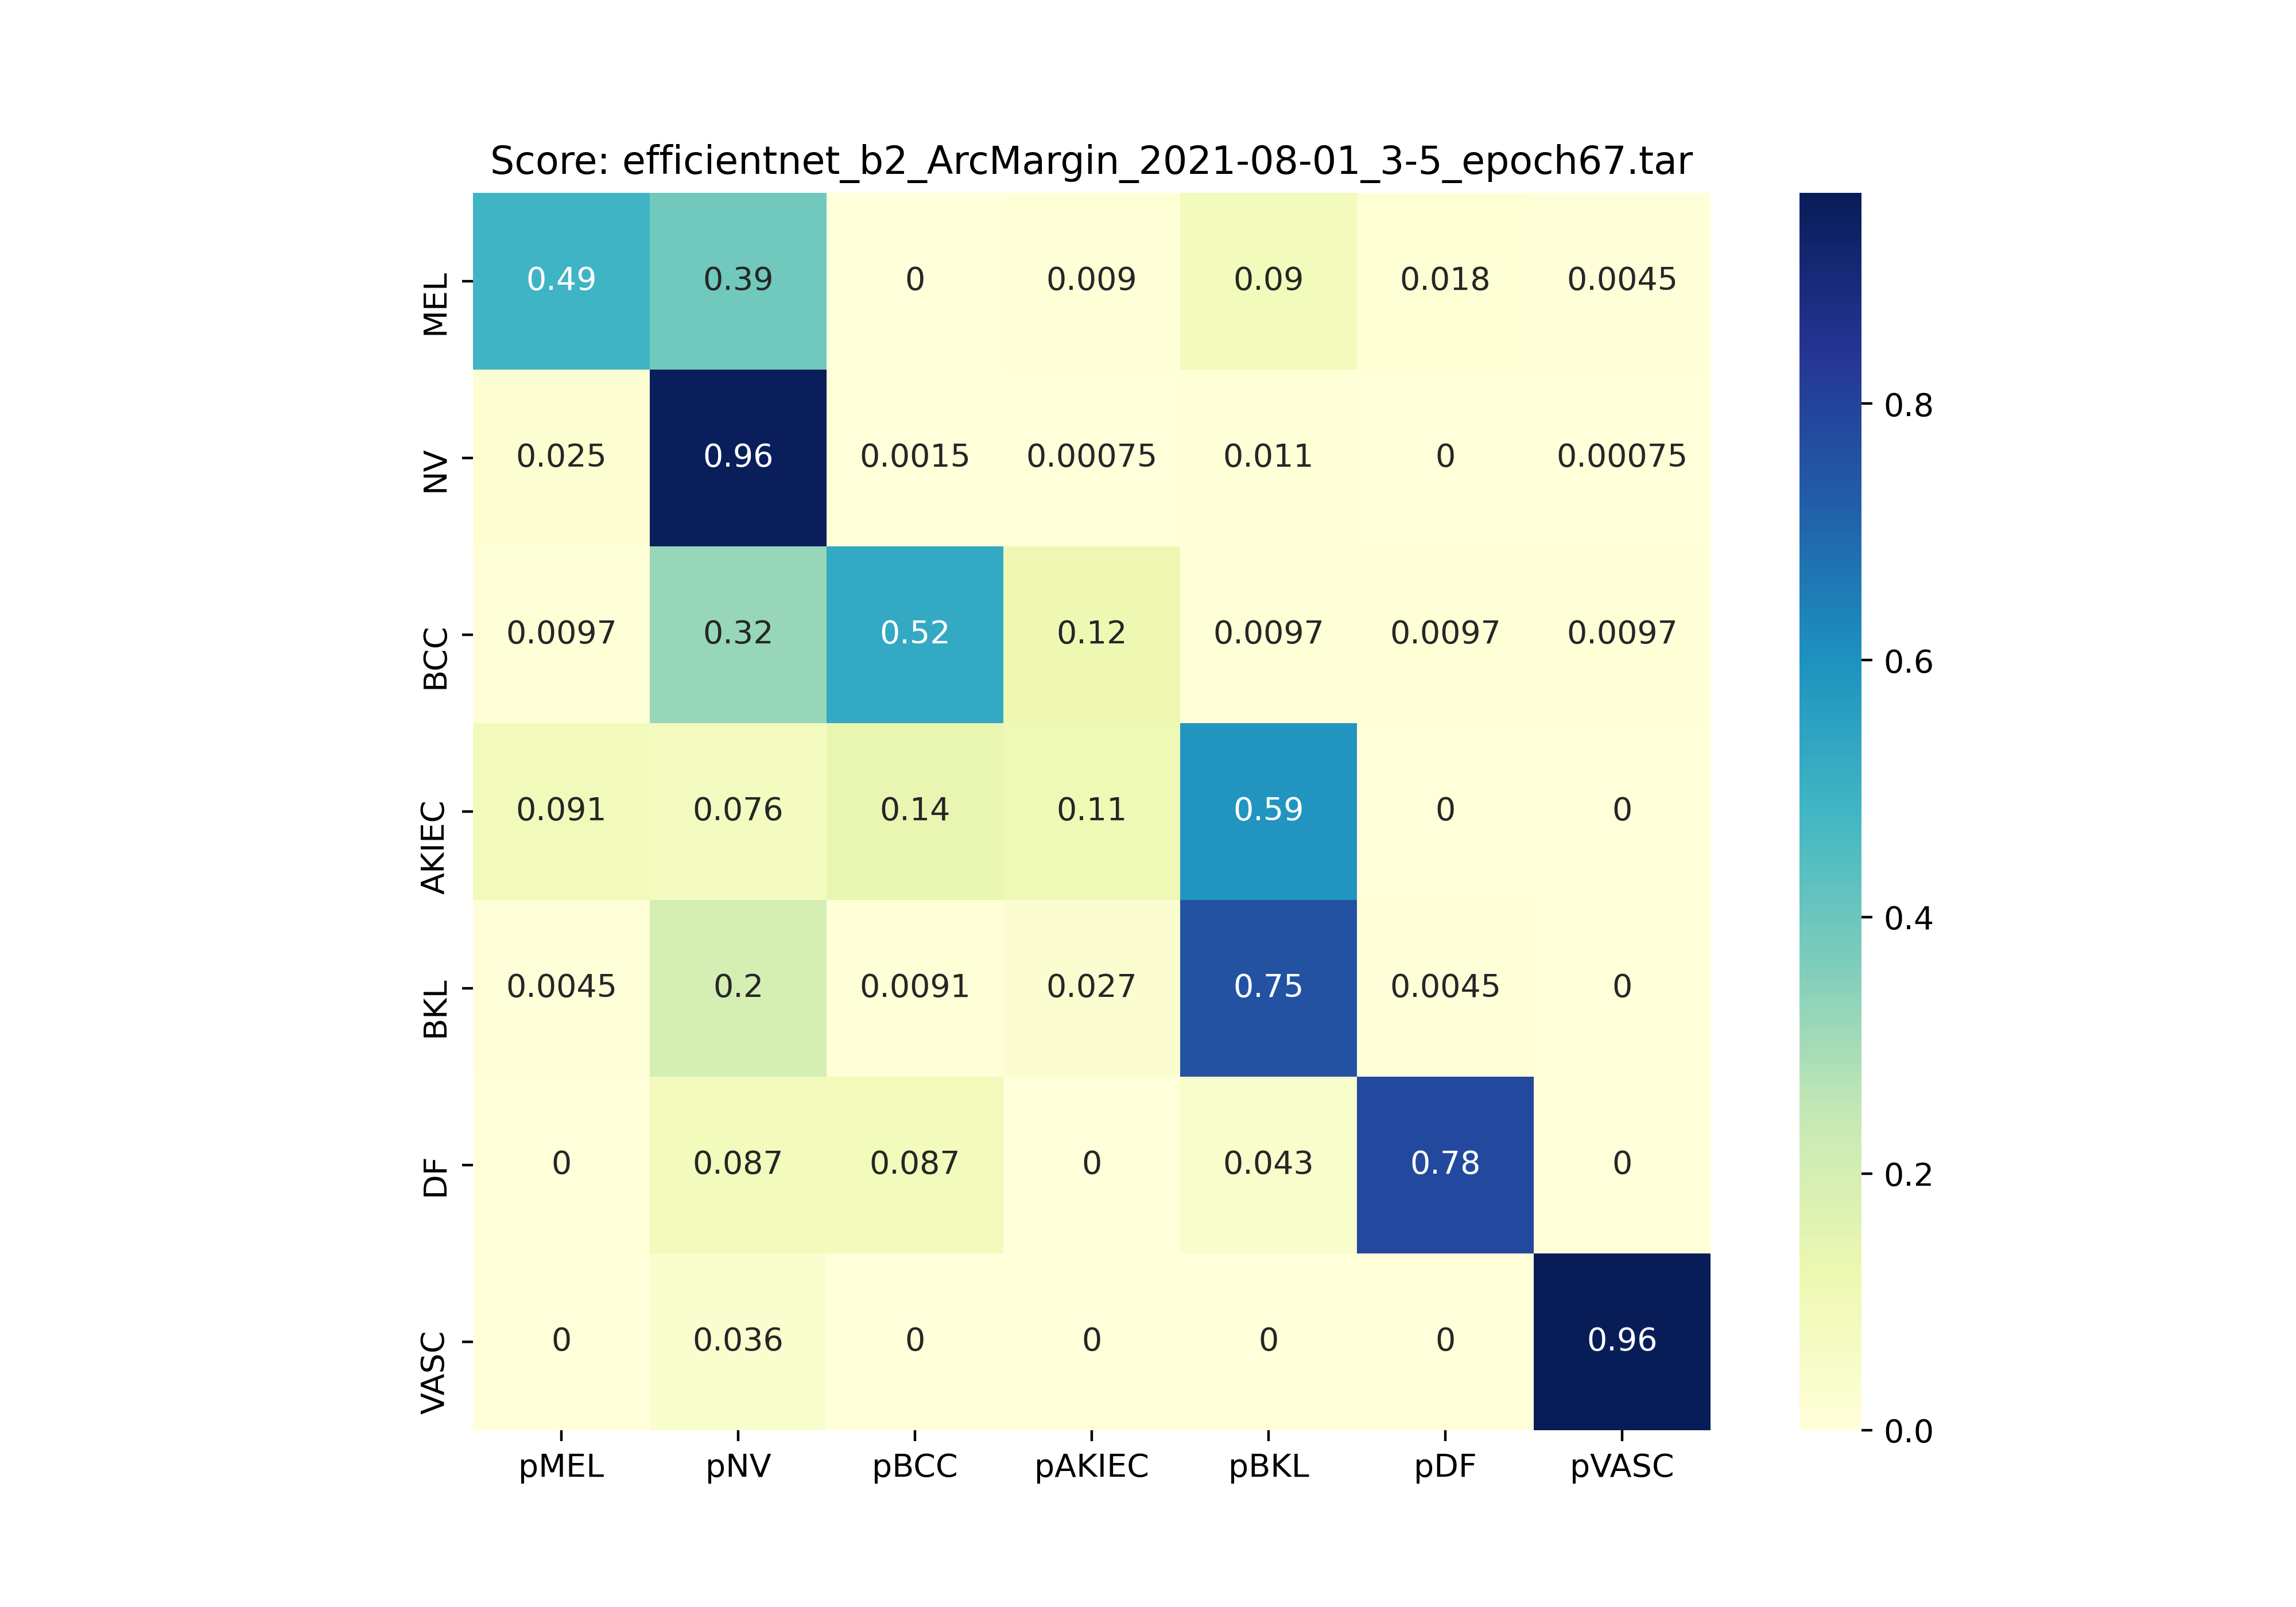 Score: efficientnet_b2_ArcMargin_2021-08-01_3-5_epoch67.tar
MEL 0.49 0.39 0 0.009 0.09 0.018 0.0045
NV 0.025 0.96 0.0015 0.00075 0.011 0 0.00075
BCC 0.0097 0.32 0.52 0.12 0.0097 0.0097 0.0097
AKIEC 0.091 0.076 0.14 0.11 0.59 0 0
BKL 0.0045 0.2 0.0091 0.027 0.75 0.0045 0
DF 0 0.087 0.087 0 0.043 0.78 0
VASC 0 0.036 0 0 0 0 0.96
pMEL pNV pBCC pAKIEC pBKL pDF pVASC
0.8
0.6
0.4
0.2
0.0